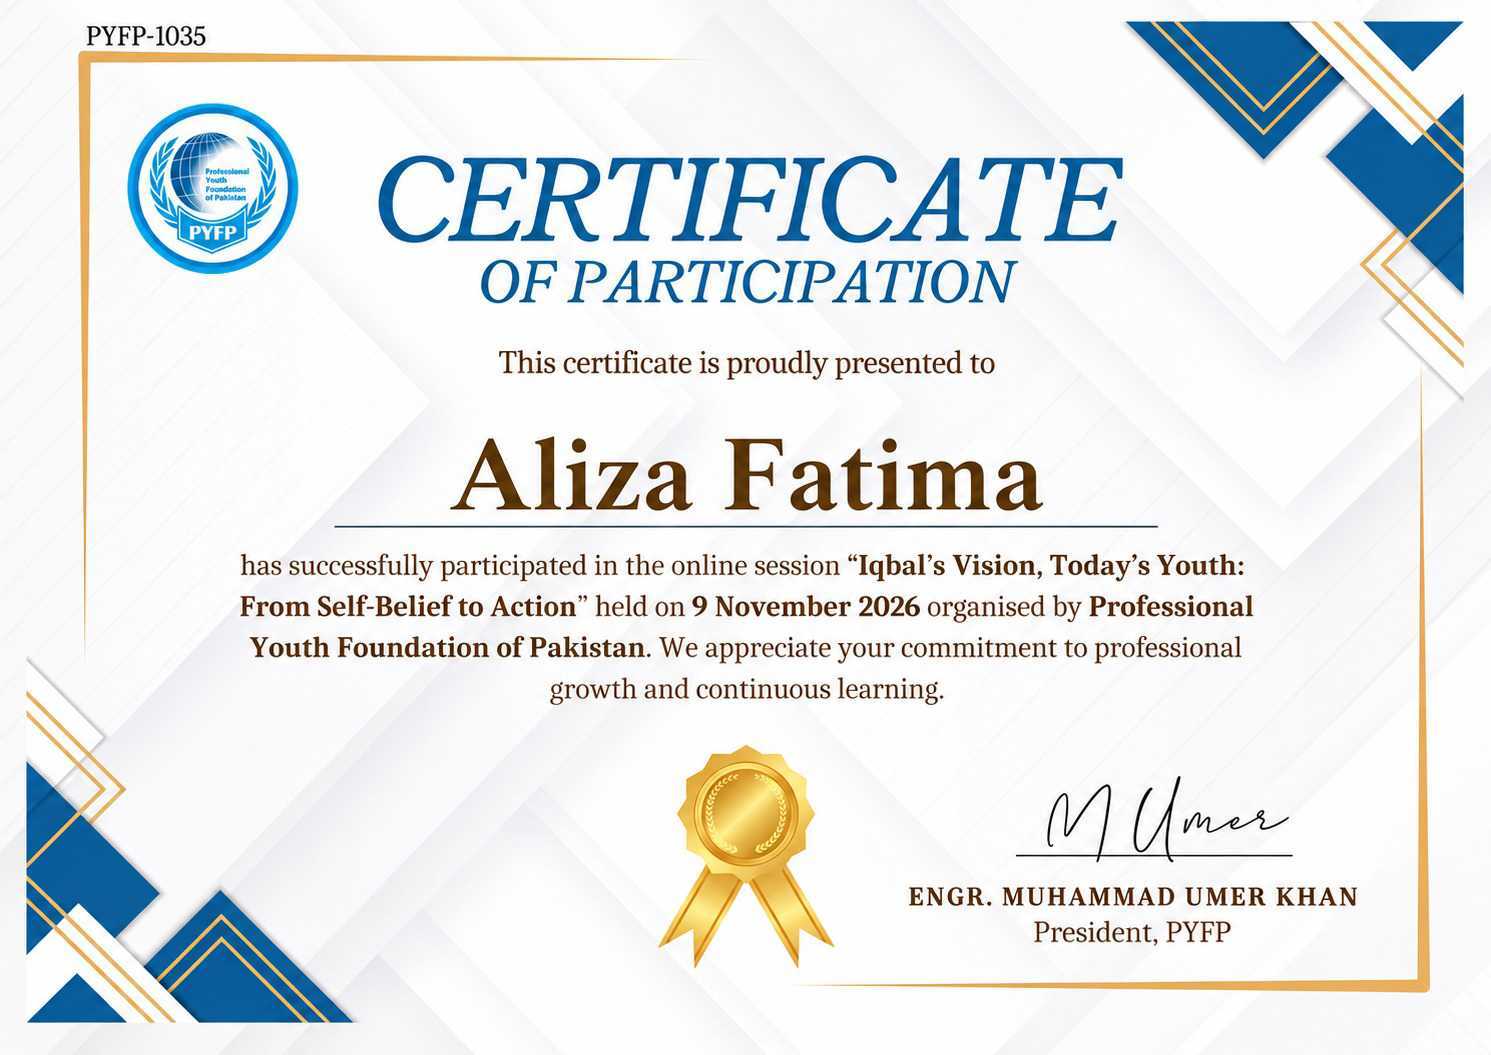 PYFP-1035
Professional
Youth
Foundation
of Pakistan
PYFP
CERTIFICATE
OF PARTICIPATION
This certificate is proudly presented to
Aliza Fatima
has successfully participated in the online session “Iqbal’s Vision, Today’s Youth:
From Self-Belief to Action” held on 9 November 2026 organised by Professional
Youth Foundation of Pakistan. We appreciate your commitment to professional
growth and continuous learning.
M Umer
ENGR. MUHAMMAD UMER KHAN
President, PYFP